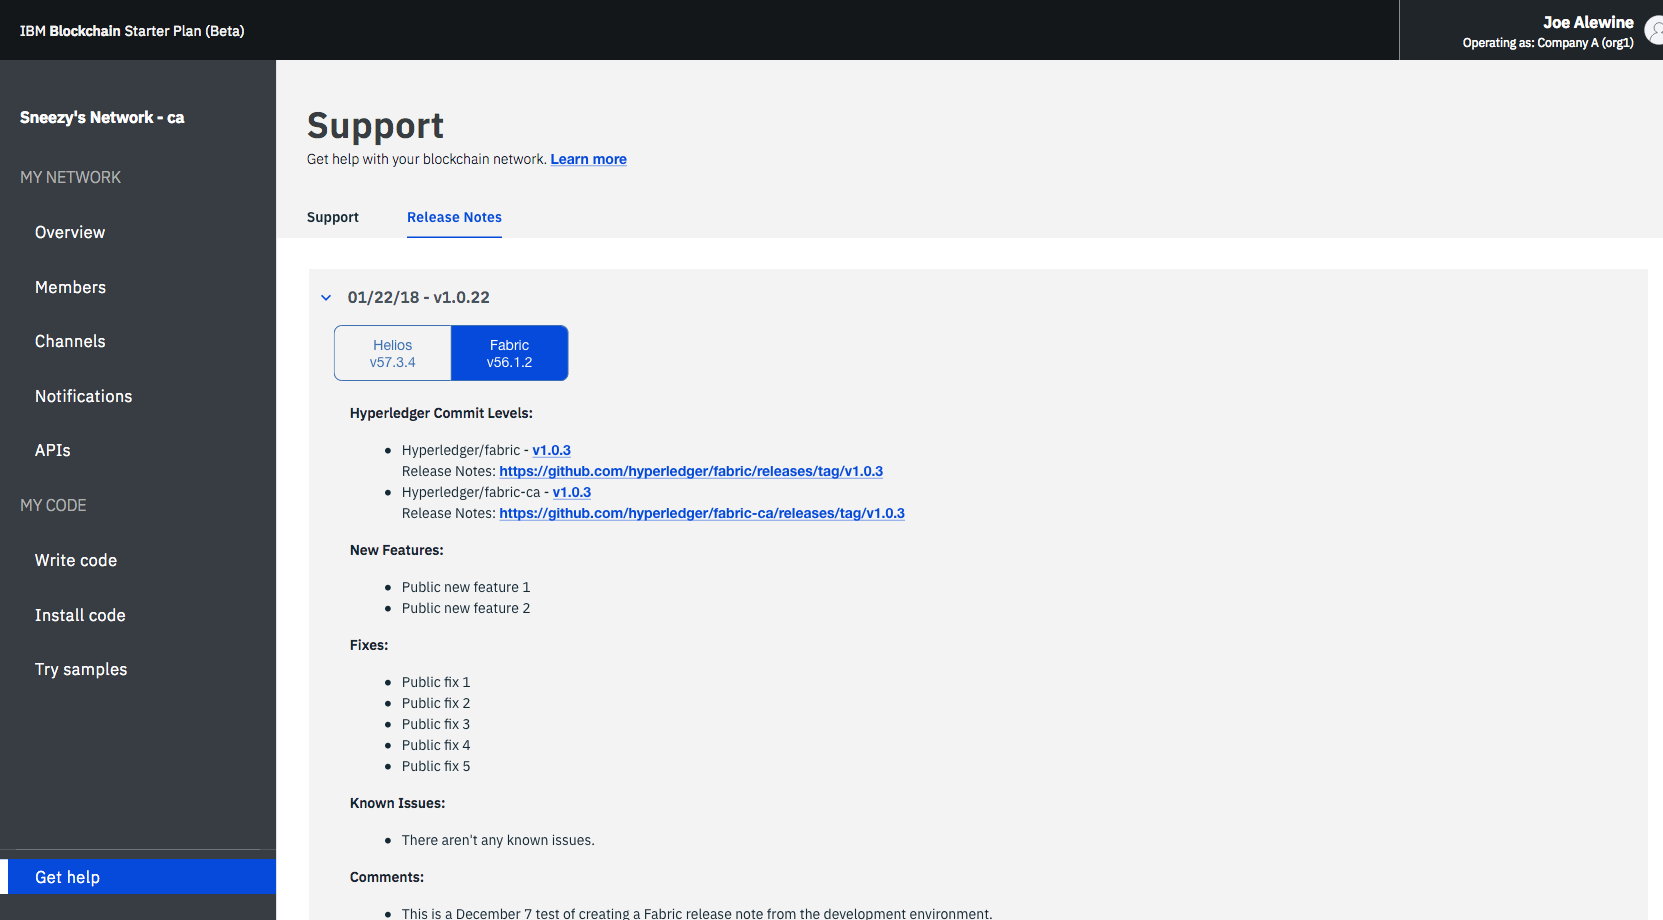 IBM Blockchain Starter Plan (Beta)
Joe Alewine
Operating as: Company A (org1)
Sneezy's Network - ca
MY NETWORK
Overview
Members
Channels
Notifications
APIs
MY CODE
Write code
Install code
Try samples
Get help
Support
Get help with your blockchain network. Learn more
Support
Release Notes
01/22/18 - v1.0.22
Helios
v57.3.4
Fabric
v56.1.2
Hyperledger Commit Levels:
Hyperledger/fabric - v1.0.3
Release Notes: https://github.com/hyperledger/fabric/releases/tag/v1.0.3
Hyperledger/fabric-ca - v1.0.3
Release Notes: https://github.com/hyperledger/fabric-ca/releases/tag/v1.0.3
New Features:
Public new feature 1
Public new feature 2
Fixes:
Public fix 1
Public fix 2
Public fix 3
Public fix 4
Public fix 5
Known Issues:
There aren't any known issues.
Comments:
This is a December 7 test of creating a Fabric release note from the development environment.